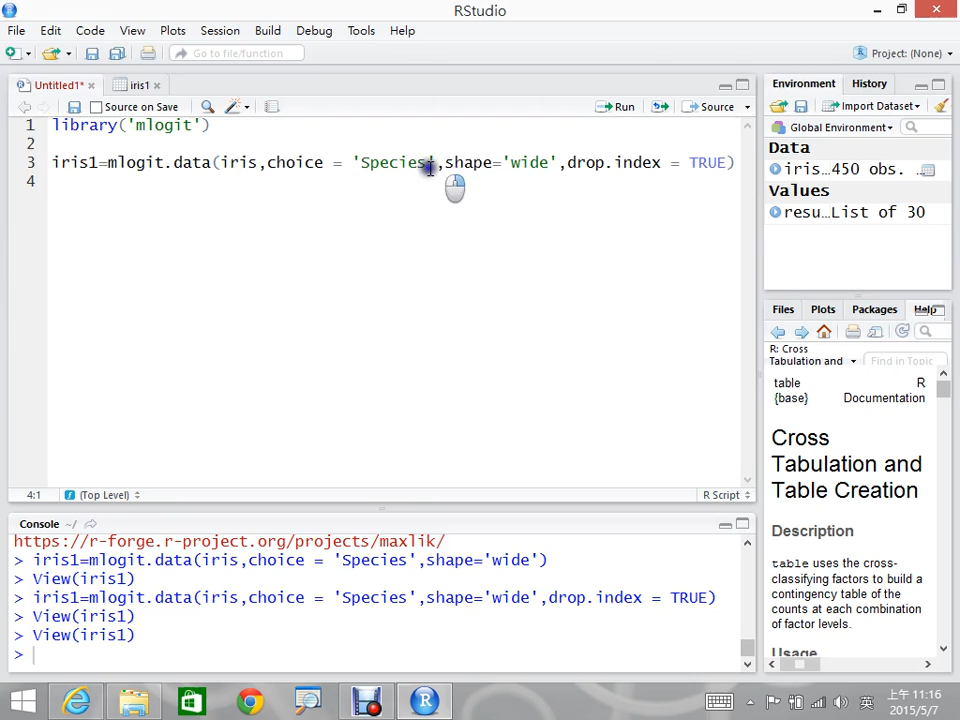 RStudio
File Edit Code View Plots Session Build Debug Tools Help
Go to file/function
Project: (None)
Untitled1*
iris1
Source on Save
Run
Source
1 library('mlogit')
2
3 iris1=mlogit.data(iris,choice = 'Species',shape='wide',drop.index = TRUE)
4
4:1
(Top Level)
R Script
Console ~/
https://r-forge.r-project.org/projects/maxlik/
> iris1=mlogit.data(iris,choice = 'Species',shape='wide')
> View(iris1)
> iris1=mlogit.data(iris,choice = 'Species',shape='wide',drop.index = TRUE)
> View(iris1)
> View(iris1)
>
Environment History
Import Dataset
Global Environment
Data
iris… 450 obs. …
Values
resu… List of 30
Files Plots Packages Help
R: Cross
Tabulation and
Find in Topic
table R
{base} Documentation
Cross
Tabulation and
Table Creation
Description
table uses the cross-
classifying factors to build a
contingency table of the
counts at each combination
of factor levels.
Usage
英
上午 11:16
2015/5/7